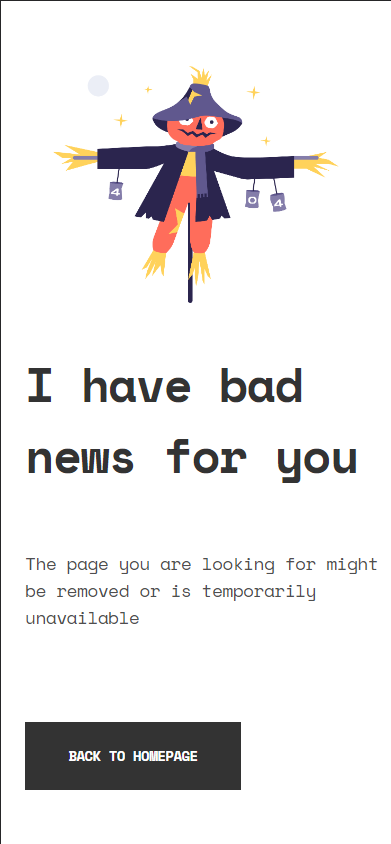 4
0
4
I have bad
news for you
The page you are looking for might
be removed or is temporarily
unavailable
BACK TO HOMEPAGE